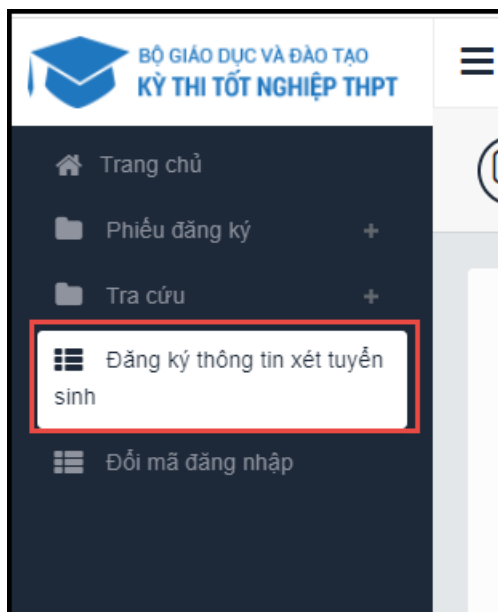 BỘ GIÁO DỤC VÀ ĐÀO TẠO
KỲ THI TỐT NGHIỆP THPT
Trang chủ
Phiếu đăng ký +
Tra cứu +
Đăng ký thông tin xét tuyển
sinh
Đổi mã đăng nhập